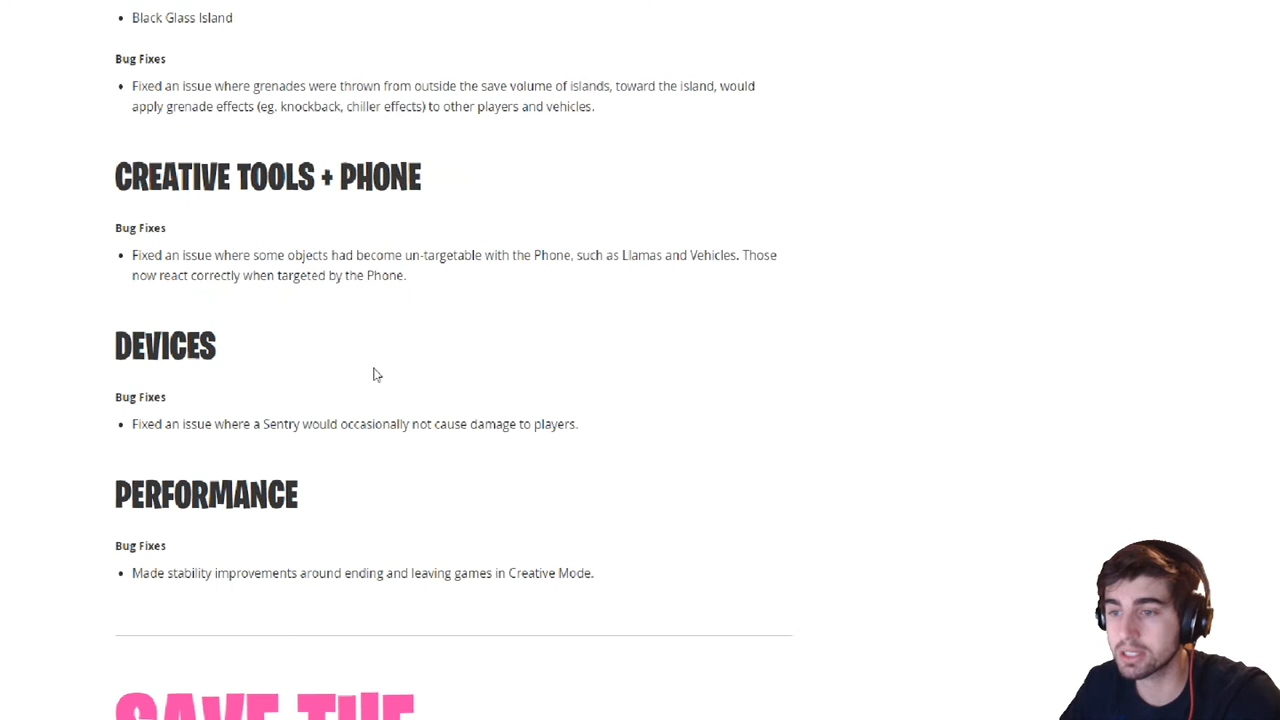 Black Glass Island
Bug Fixes
Fixed an issue where grenades were thrown from outside the save volume of islands, toward the island, would
apply grenade effects (eg. knockback, chiller effects) to other players and vehicles.
CREATIVE TOOLS + PHONE
Bug Fixes
Fixed an issue where some objects had become un-targetable with the Phone, such as Llamas and Vehicles. Those
now react correctly when targeted by the Phone.
DEVICES
Bug Fixes
Fixed an issue where a Sentry would occasionally not cause damage to players.
PERFORMANCE
Bug Fixes
Made stability improvements around ending and leaving games in Creative Mode.
SAVE THE